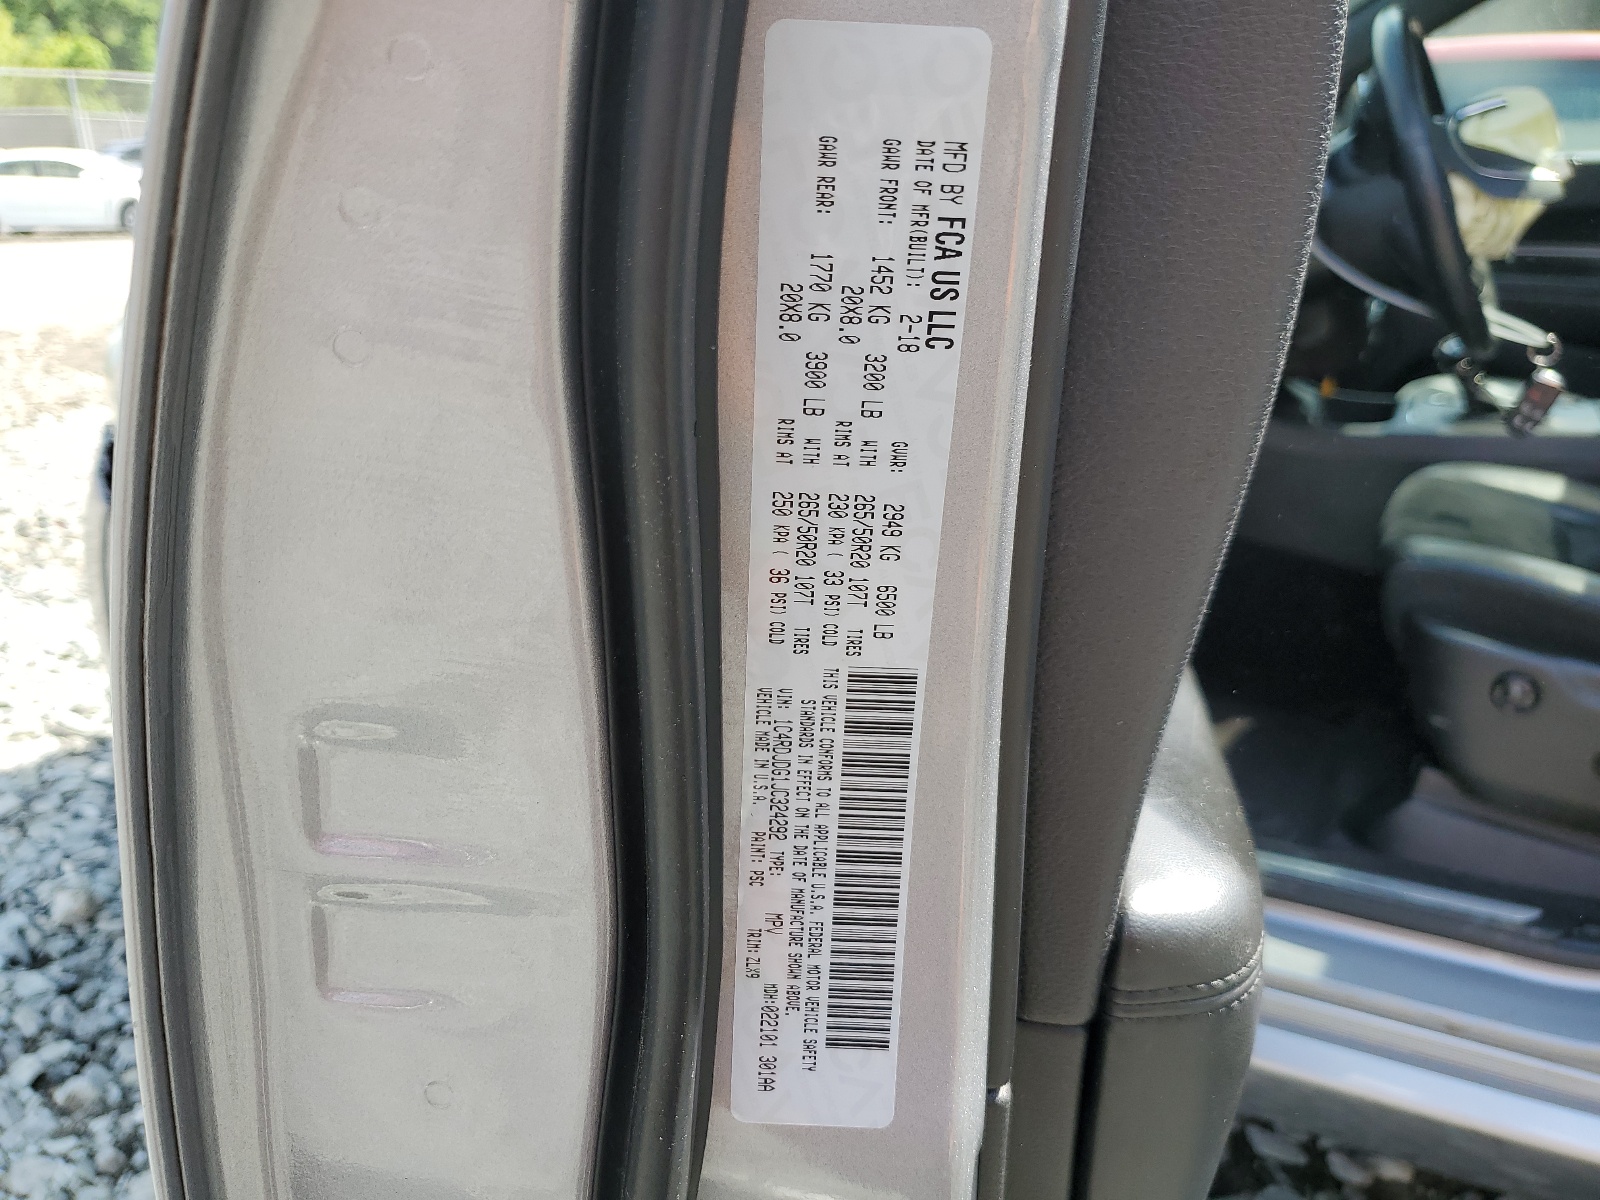 MFD BY FCA US LLC
DATE OF MFR(BUILT): 2-18 GVWR: 2949 KG 6500 LB
GAWR FRONT: 1452 KG 3200 LB WITH 265/50R20 107T TIRES
20X8.0 RIMS AT 230 KPA ( 33 PSI) COLD
GAWR REAR: 1770 KG 3900 LB WITH 265/50R20 107T TIRES
20X8.0 RIMS AT 250 KPA ( 36 PSI) COLD
THIS VEHICLE CONFORMS TO ALL APPLICABLE U.S.A. FEDERAL MOTOR VEHICLE SAFETY
STANDARDS IN EFFECT ON THE DATE OF MANUFACTURE SHOWN ABOVE.
VIN: 1C4RDJDG1JC324292 TYPE: MPV MDH:022101 301AA
VEHICLE MADE IN U.S.A. PAINT: PSC TRIM: ZLX9